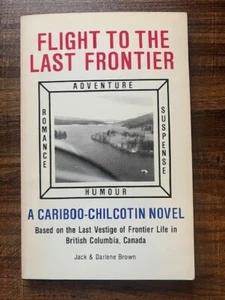 FLIGHT TO THE
LAST FRONTIER
ADVENTURE
ROMANCE
SUSPENSE
HUMOUR
A CARIBOO-CHILCOTIN NOVEL
Based on the Last Vestige of Frontier Life in
British Columbia, Canada
Jack & Darlene Brown